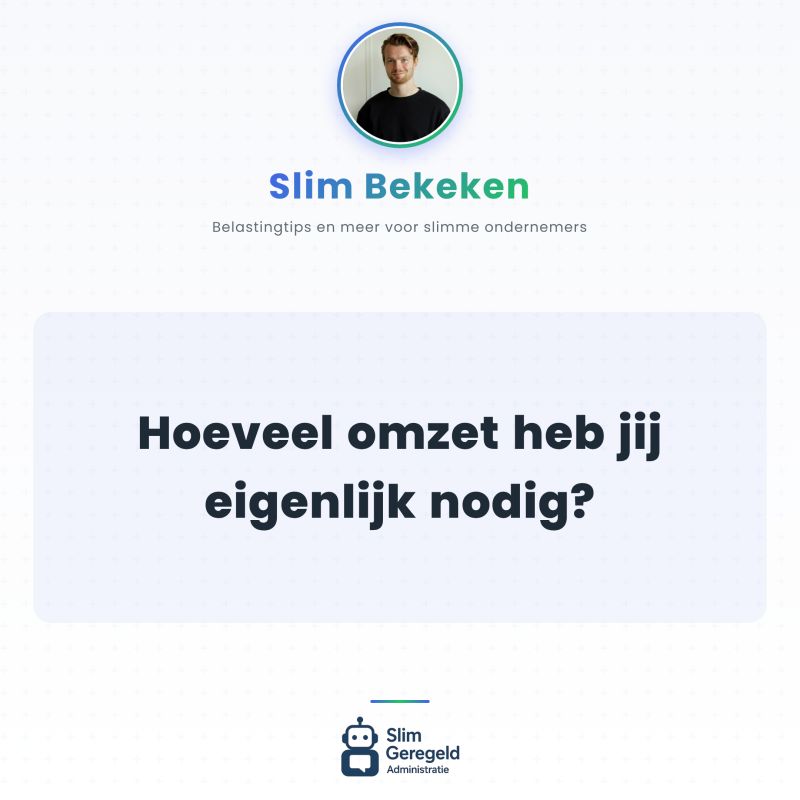 Slim Bekeken
Belastingtips en meer voor slimme ondernemers
Hoeveel omzet heb jij
eigenlijk nodig?
Slim
Geregeld
Administratie